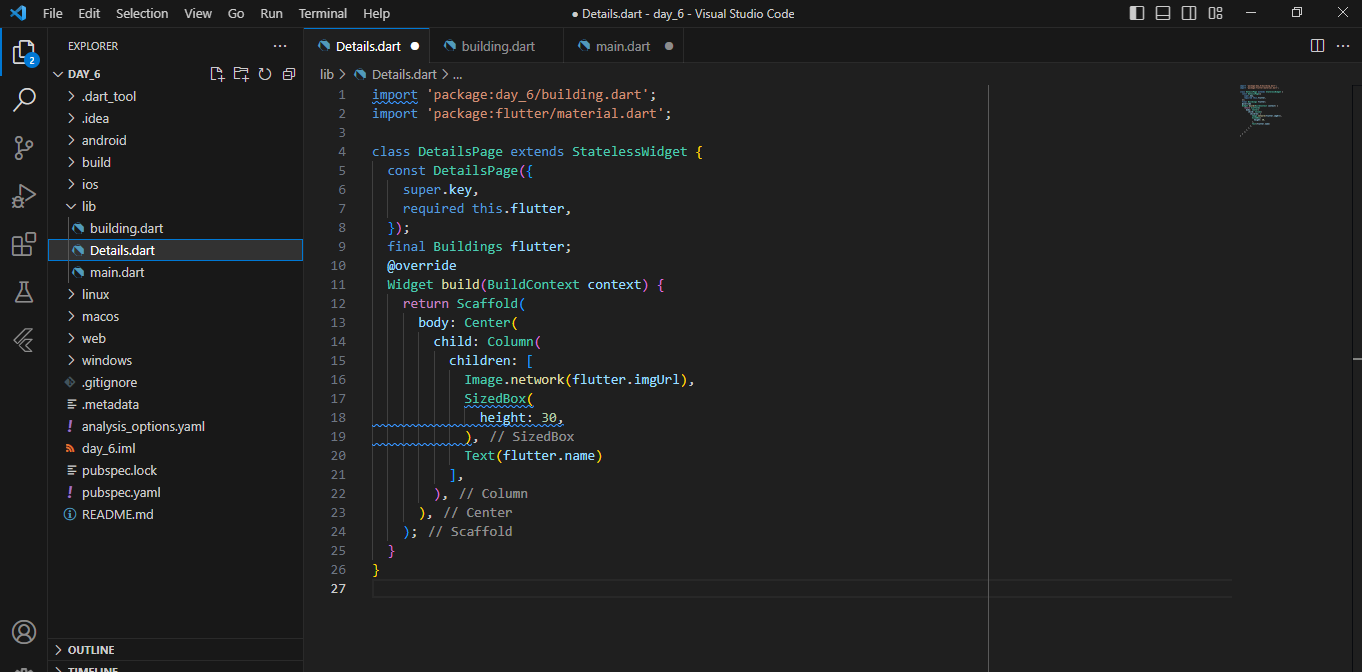 File Edit Selection View Go Run Terminal Help
● Details.dart - day_6 - Visual Studio Code
2
EXPLORER
DAY_6
.dart_tool
.idea
android
build
ios
lib
building.dart
Details.dart
main.dart
linux
macos
web
windows
.gitignore
.metadata
! analysis_options.yaml
day_6.iml
pubspec.lock
! pubspec.yaml
README.md
OUTLINE
TIMELINE
Details.dart ● building.dart main.dart ●
lib > Details.dart > ...
1 import 'package:day_6/building.dart';
2 import 'package:flutter/material.dart';
3
4 class DetailsPage extends StatelessWidget {
5 const DetailsPage({
6 super.key,
7 required this.flutter,
8 });
9 final Buildings flutter;
10 @override
11 Widget build(BuildContext context) {
12 return Scaffold(
13 body: Center(
14 child: Column(
15 children: [
16 Image.network(flutter.imgUrl),
17 SizedBox(
18 height: 30,
19 ), // SizedBox
20 Text(flutter.name)
21 ],
22 ), // Column
23 ), // Center
24 ); // Scaffold
25 }
26 }
27